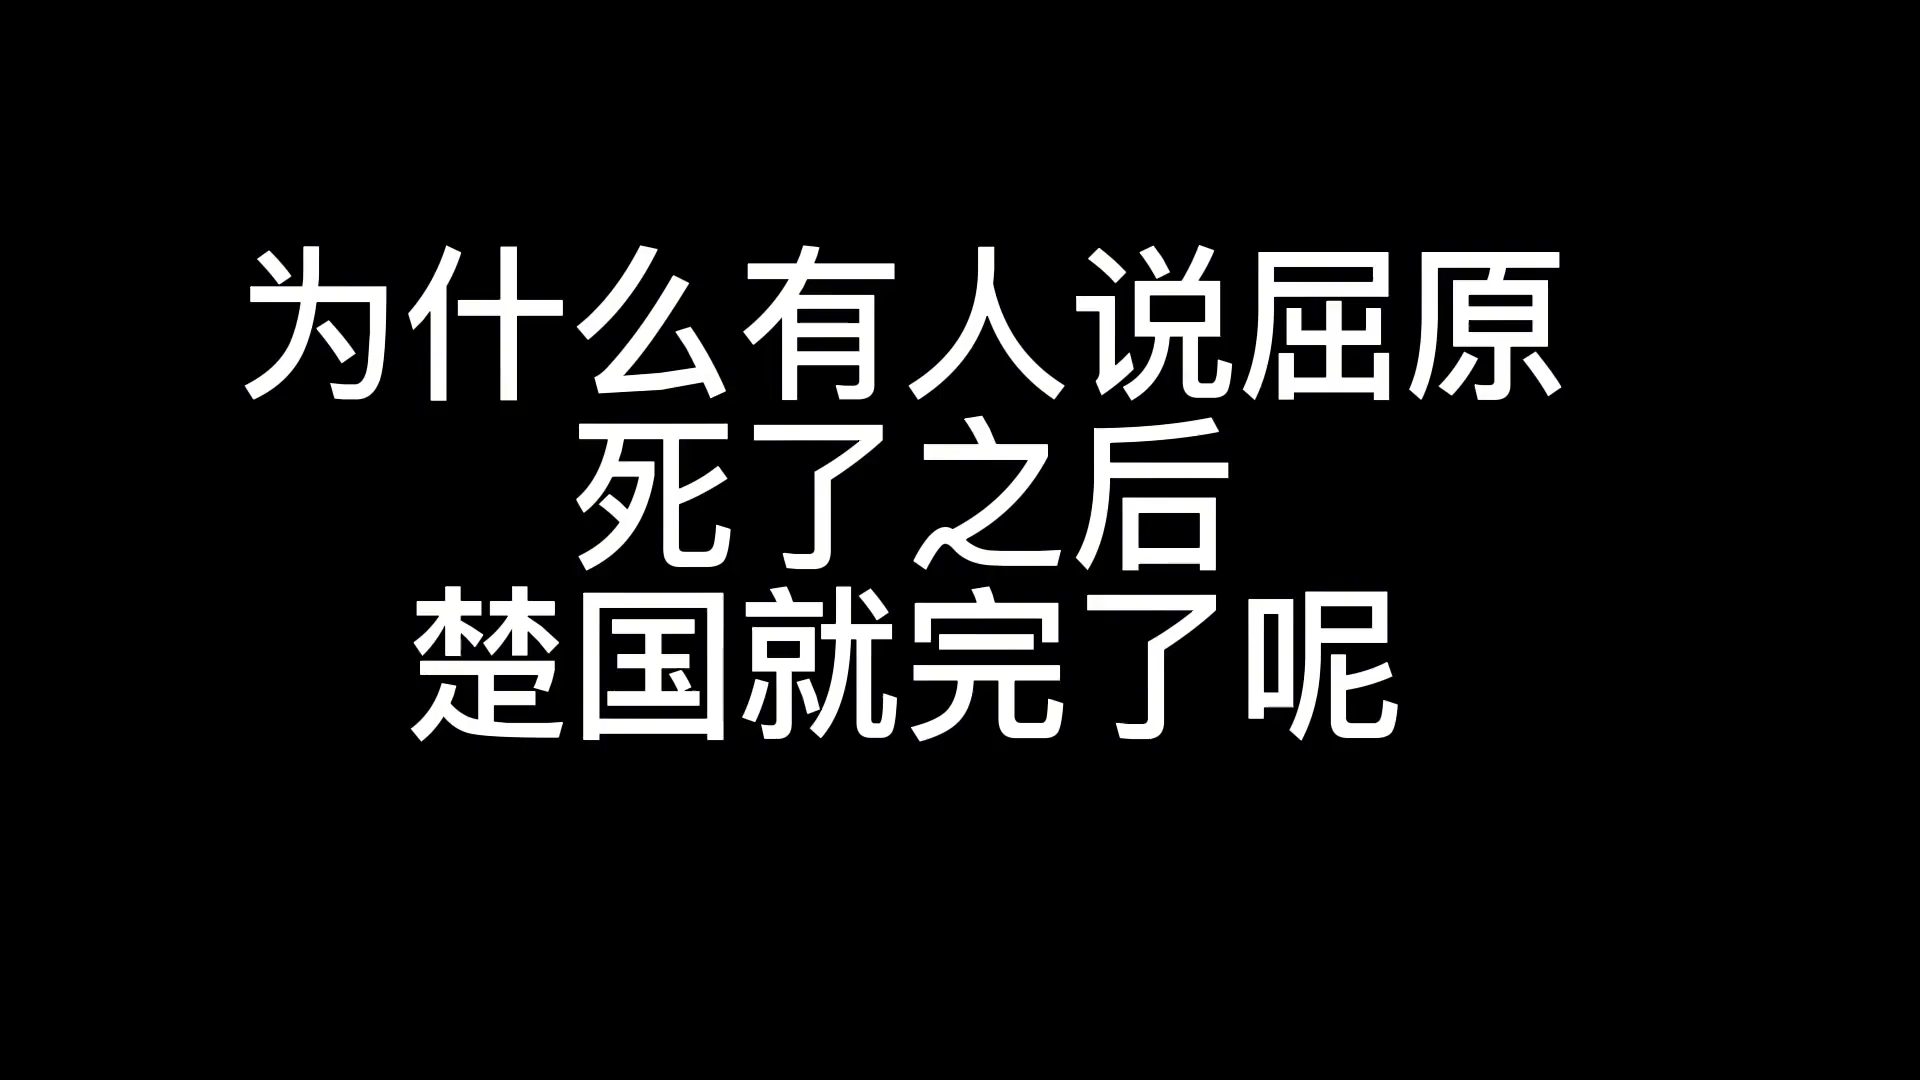 为什么有人说屈原
死了之后
楚国就完了呢